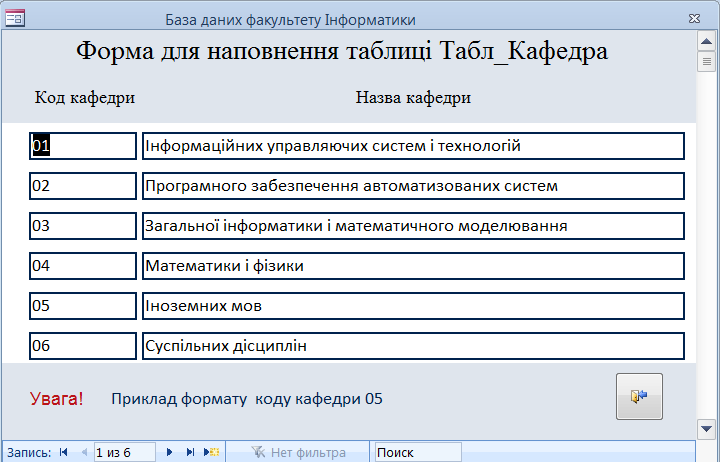 База даних факультету Інформатики
Форма для наповнення таблиці Табл_Кафедра
Код кафедри Назва кафедри
01 Інформаційних управляючих систем і технологій
02 Програмного забезпечення автоматизованих систем
03 Загальної інформатики і математичного моделювання
04 Математики і фізики
05 Іноземних мов
06 Суспільних дісциплін
Увага! Приклад формату коду кафедри 05
Запись: 1 из 6 Нет фильтра Поиск